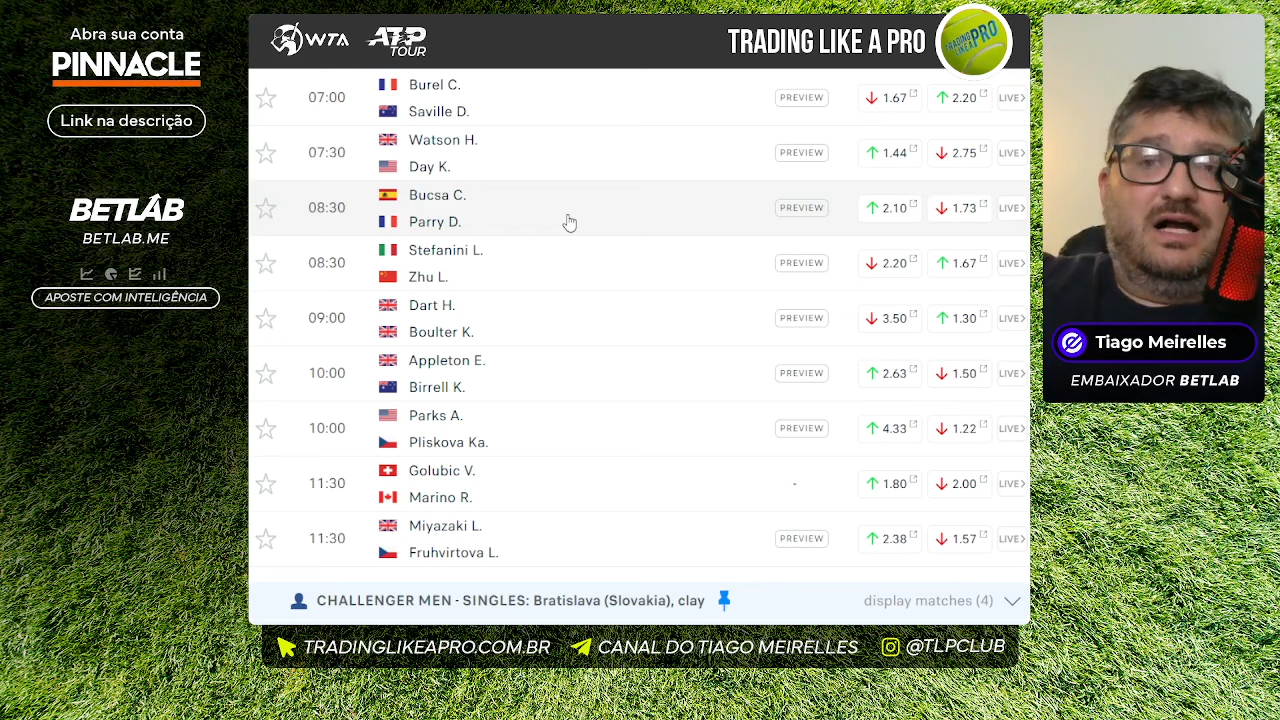 Abra sua conta
PINNACLE
Link na descrição
BETLAB
BETLAB.ME
APOSTE COM INTELIGÊNCIA
WTA
ATP
TOUR
TRADING LIKE A PRO
TRADING
LIKE A PRO
07:00
Burel C.
Saville D.
PREVIEW
1.67
2.20
LIVE>
07:30
Watson H.
Day K.
PREVIEW
1.44
2.75
LIVE>
08:30
Bucsa C.
Parry D.
PREVIEW
2.10
1.73
LIVE>
08:30
Stefanini L.
Zhu L.
PREVIEW
2.20
1.67
LIVE>
09:00
Dart H.
Boulter K.
PREVIEW
3.50
1.30
LIVE>
10:00
Appleton E.
Birrell K.
PREVIEW
2.63
1.50
LIVE>
10:00
Parks A.
Pliskova Ka.
PREVIEW
4.33
1.22
LIVE>
11:30
Golubic V.
Marino R.
-
1.80
2.00
LIVE>
11:30
Miyazaki L.
Fruhvirtova L.
PREVIEW
2.38
1.57
LIVE>
CHALLENGER MEN - SINGLES: Bratislava (Slovakia), clay
display matches (4)
Tiago Meirelles
EMBAIXADOR BETLAB
TRADINGLIKEAPRO.COM.BR
CANAL DO TIAGO MEIRELLES
@TLPCLUB